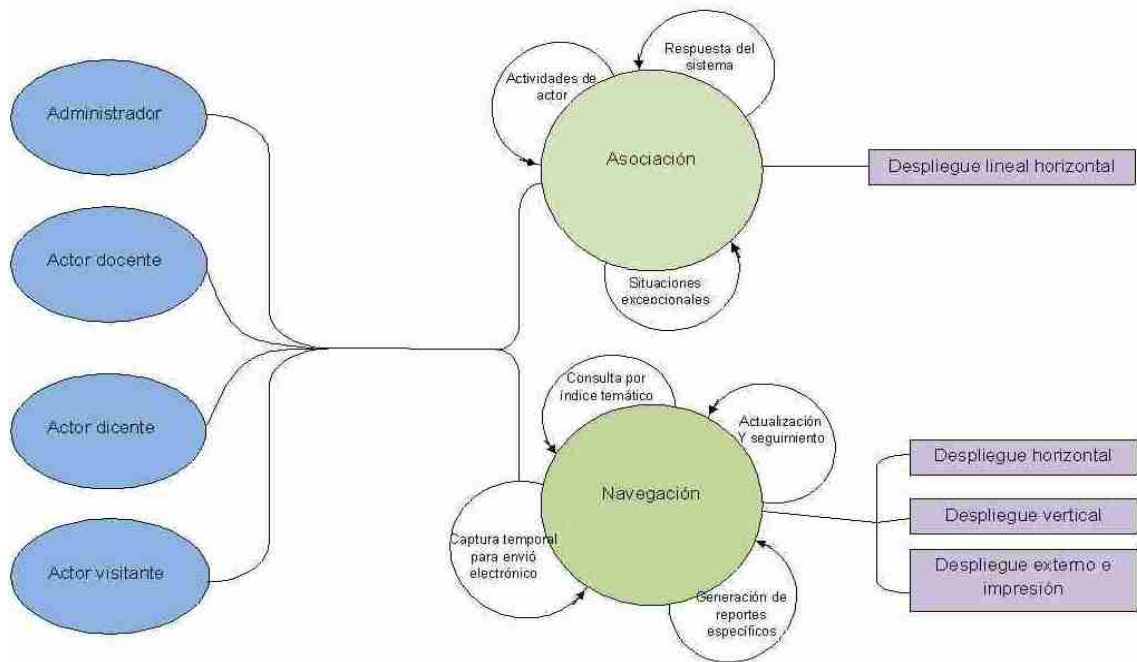 Administrador
Actor docente
Actor dicente
Actor visitante
Respuesta del
sistema
Actividades de
actor
Asociación
Situaciones
exceocionales
Despliegue lineal horizontal
Consulta por
índice temático
Actualización
Y seguimiento
Navegación
Captura temporal
para envió
electrónico
Generación de
reportes
específicos
Despliegue horizontal
Despliegue vertical
Despliegue externo e
impresión